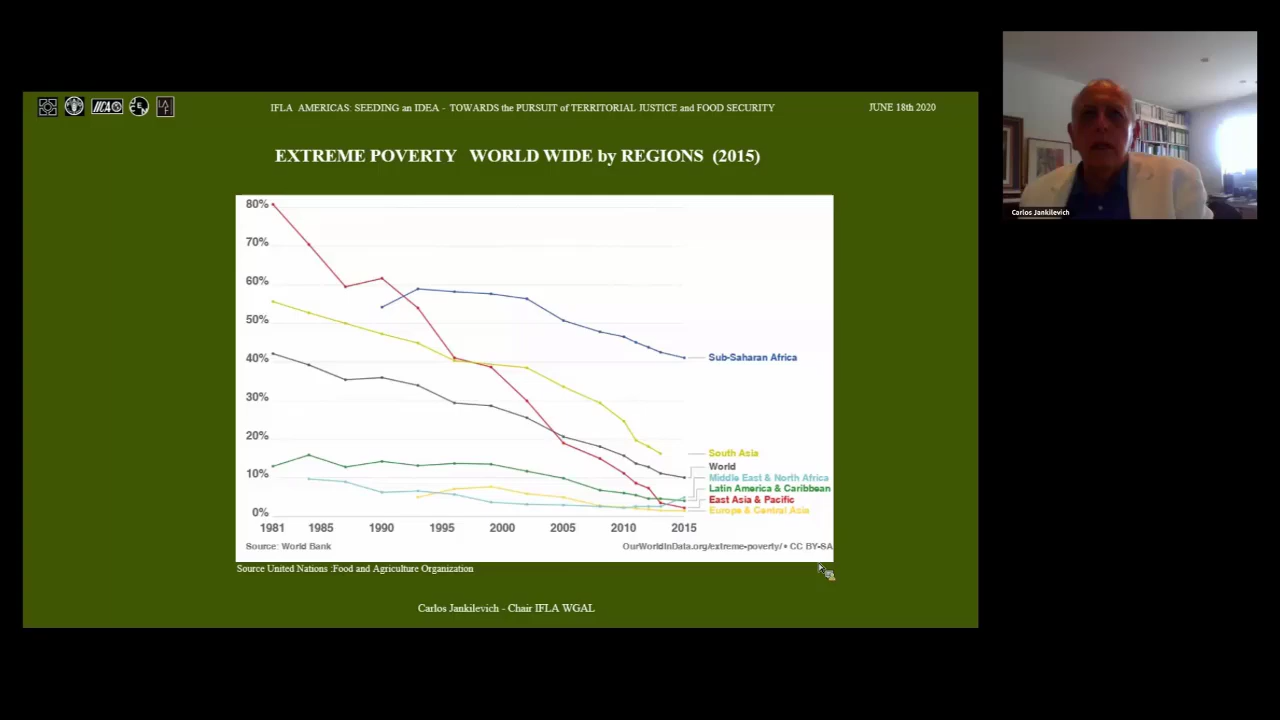 IICA
IFLA AMERICAS: SEEDING an IDEA - TOWARDS the PURSUIT of TERRITORIAL JUSTICE and FOOD SECURITY
JUNE 18th 2020
EXTREME POVERTY WORLD WIDE by REGIONS (2015)
80%
70%
60%
50%
40%
30%
20%
10%
0%
Sub-Saharan Africa
South Asia
World
Middle East & North Africa
Latin America & Caribbean
East Asia & Pacific
Europe & Central Asia
1981 1985 1990 1995 2000 2005 2010 2015
Source: World Bank
OurWorldInData.org/extreme-poverty/ • CC BY-SA
Source United Nations :Food and Agriculture Organization
Carlos Jankilevich - Chair IFLA WGAL
Carlos Jankilevich